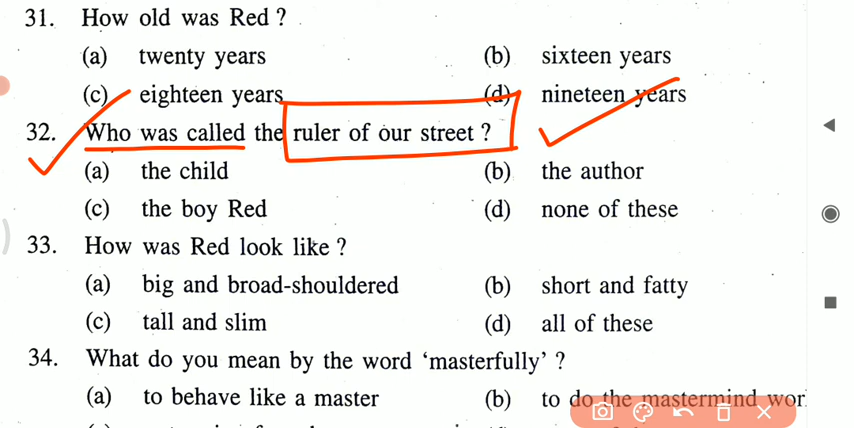 31. How old was Red ?
(a) twenty years (b) sixteen years
(c) eighteen years (d) nineteen years
32. Who was called the ruler of our street ?
(a) the child (b) the author
(c) the boy Red (d) none of these
33. How was Red look like ?
(a) big and broad-shouldered (b) short and fatty
(c) tall and slim (d) all of these
34. What do you mean by the word ‘masterfully’ ?
(a) to behave like a master (b) to do the mastermind wor